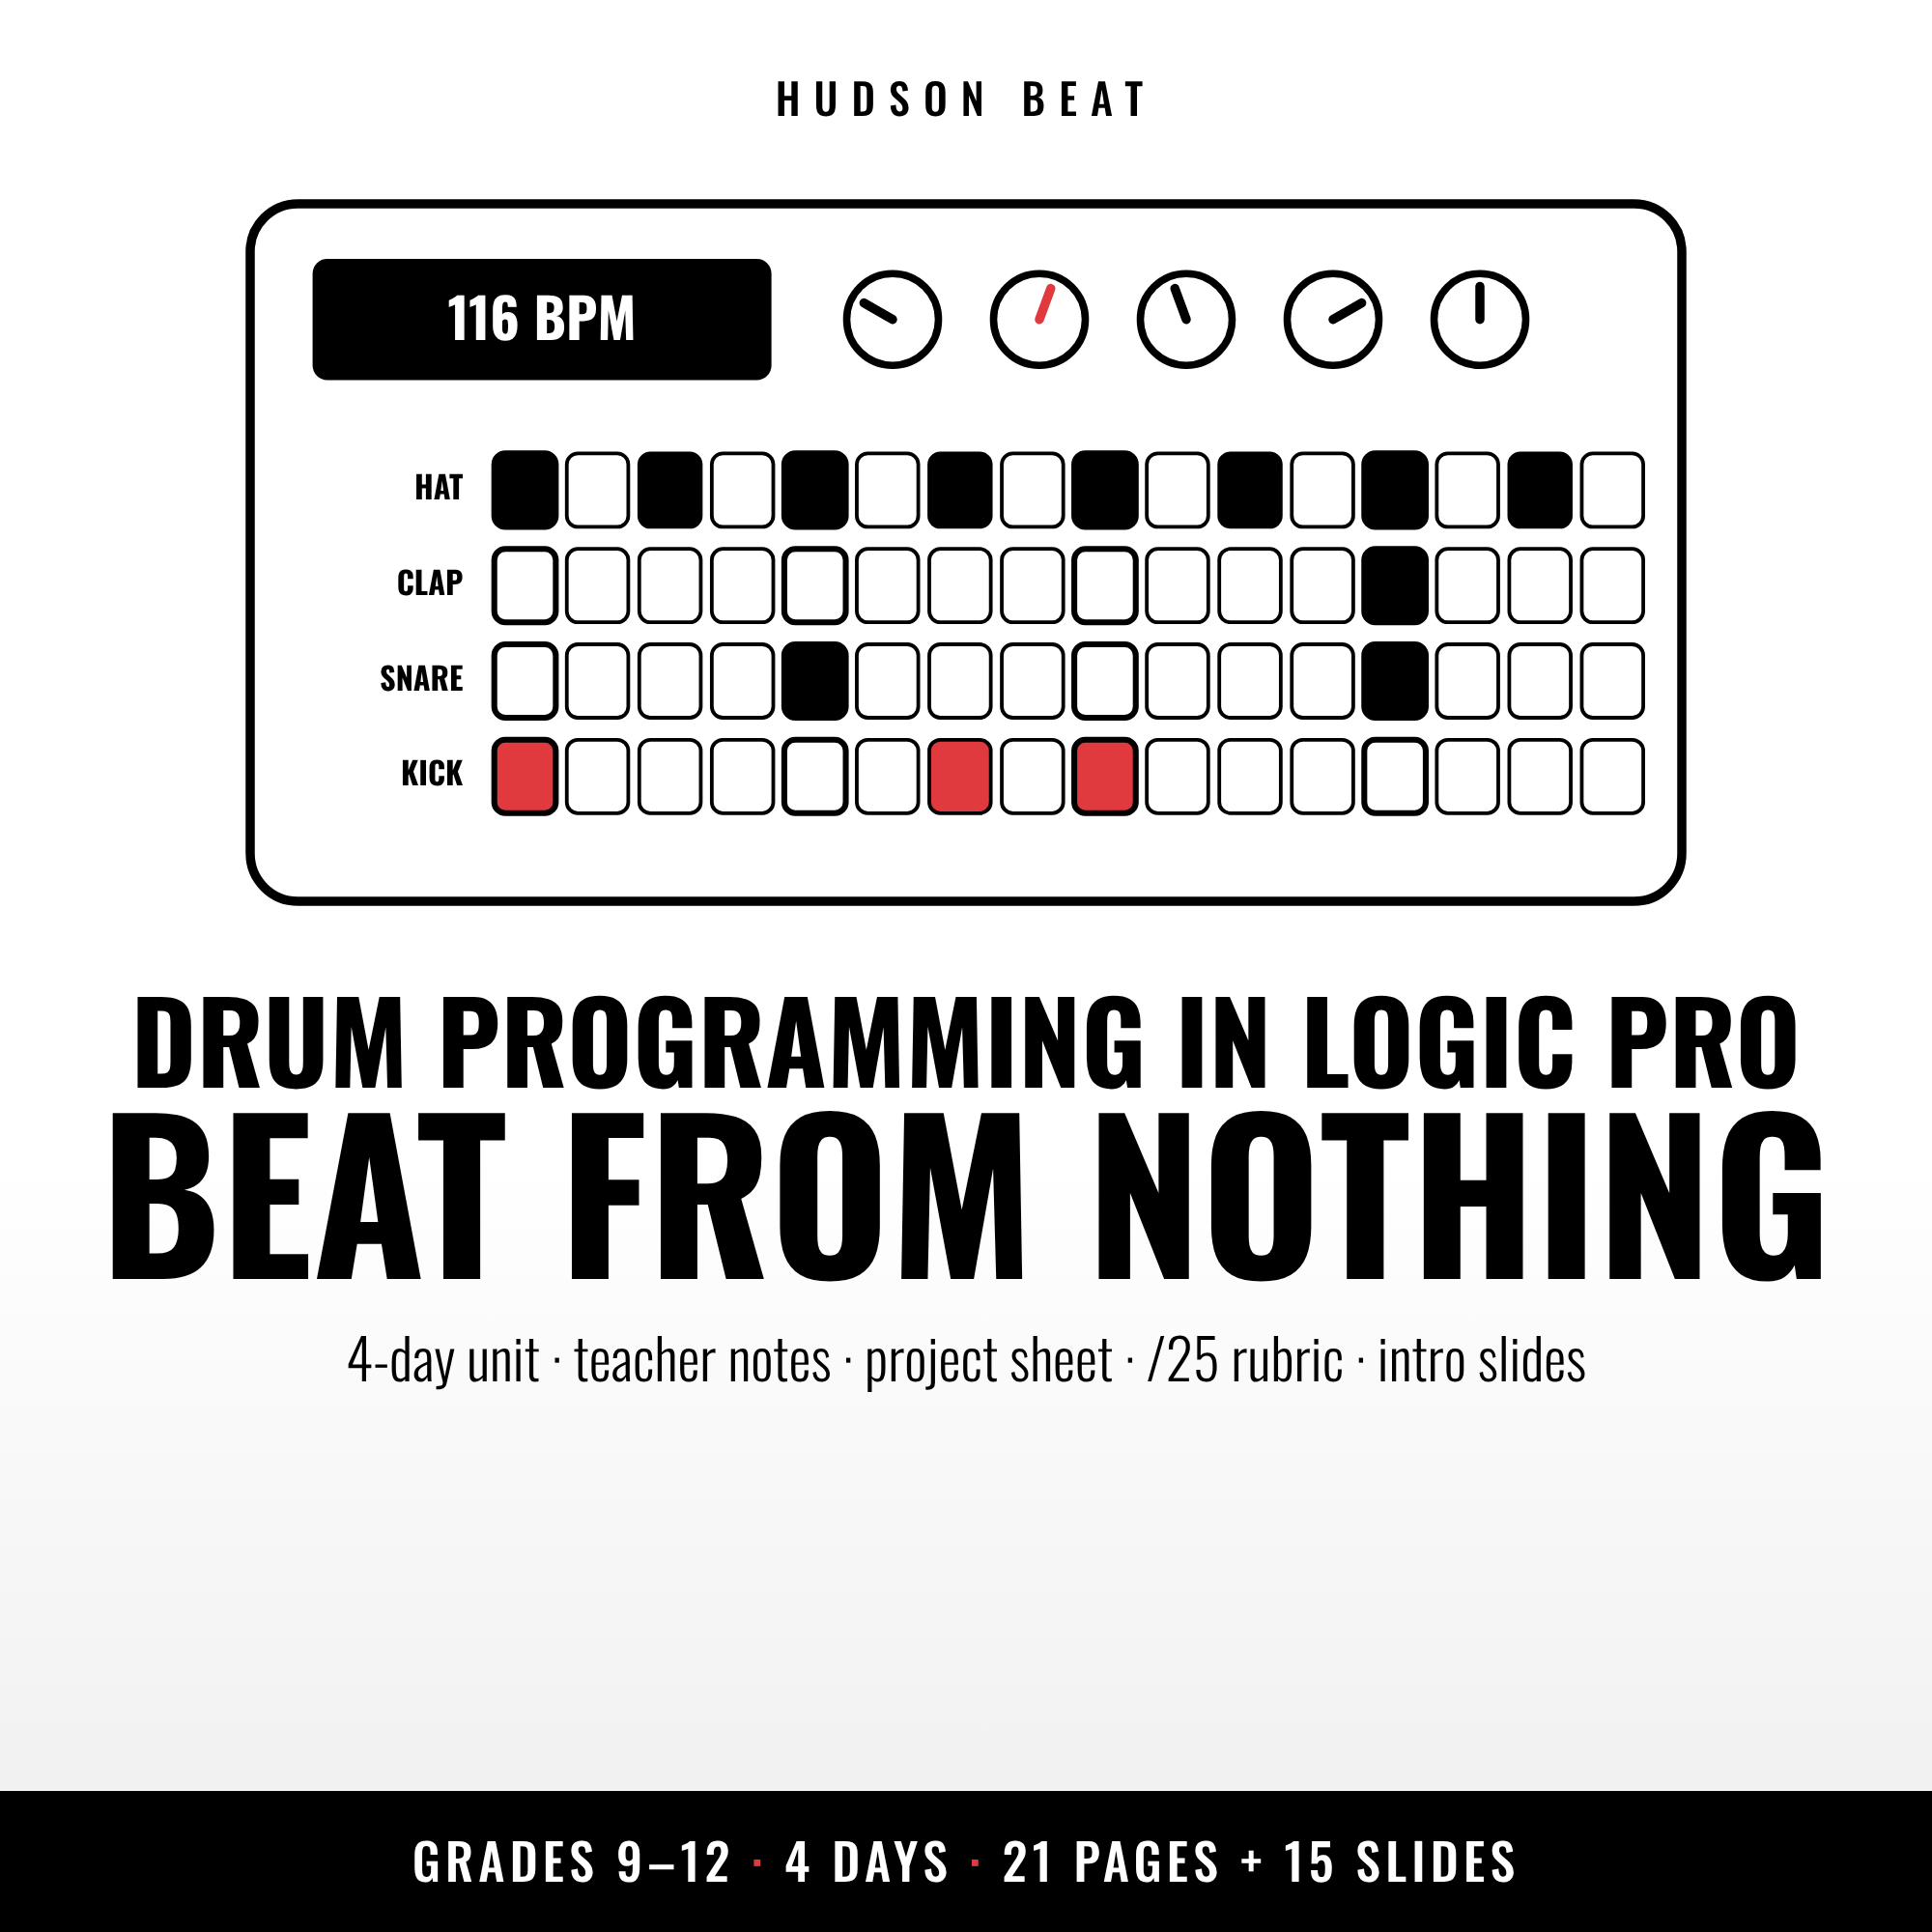 HUDSON BEAT
116 BPM
HAT
CLAP
SNARE
KICK
DRUM PROGRAMMING IN LOGIC PRO
BEAT FROM NOTHING
4-day unit · teacher notes · project sheet · /25 rubric · intro slides
GRADES 9–12 · 4 DAYS · 21 PAGES + 15 SLIDES